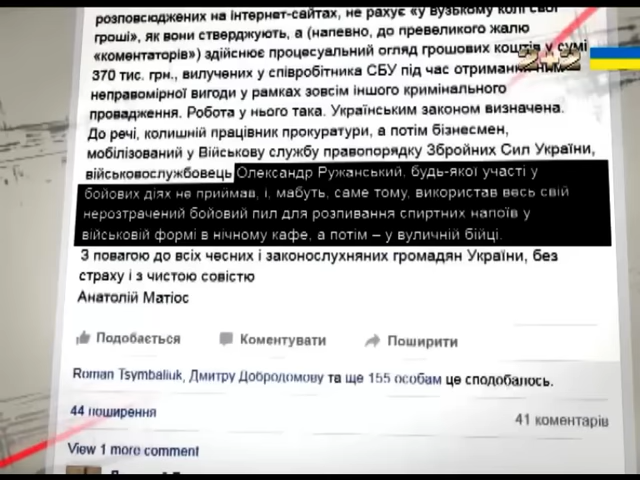 розповсюджених на інтернет-сайтах, не рахує «у вузькому колі свої
гроші», як вони стверджують, а (напевно, до превеликого жалю
«коментаторів») здійснює процесуальний огляд грошових коштів у сумі
370 тис. грн., вилучених у співробітника СБУ під час отримання ним
неправомірної вигоди у рамках зовсім іншого кримінального
провадження. Робота у нього така. Українським законом визначена.
До речі, колишній працівник прокуратури, а потім бізнесмен,
мобілізований у Військову службу правопорядку Збройних Сил України,
військовослужбовець Олександр Ружанський, будь-якої участі у
бойових діях не приймав, і, мабуть, саме тому, використав весь свій
нерозтрачений бойовий пил для розпивання спиртних напоїв у
військовій формі в нічному кафе, а потім – у вуличній бійці.
З повагою до всіх чесних і законослухняних громадян України, без
страху і з чистою совістю
Анатолій Матіос
Подобається Коментувати Поширити
Roman Tsymbaliuk, Дмитру Добродомову та ще 155 особам це сподобалось.
44 поширення
41 коментарів
View 1 more comment
2+2